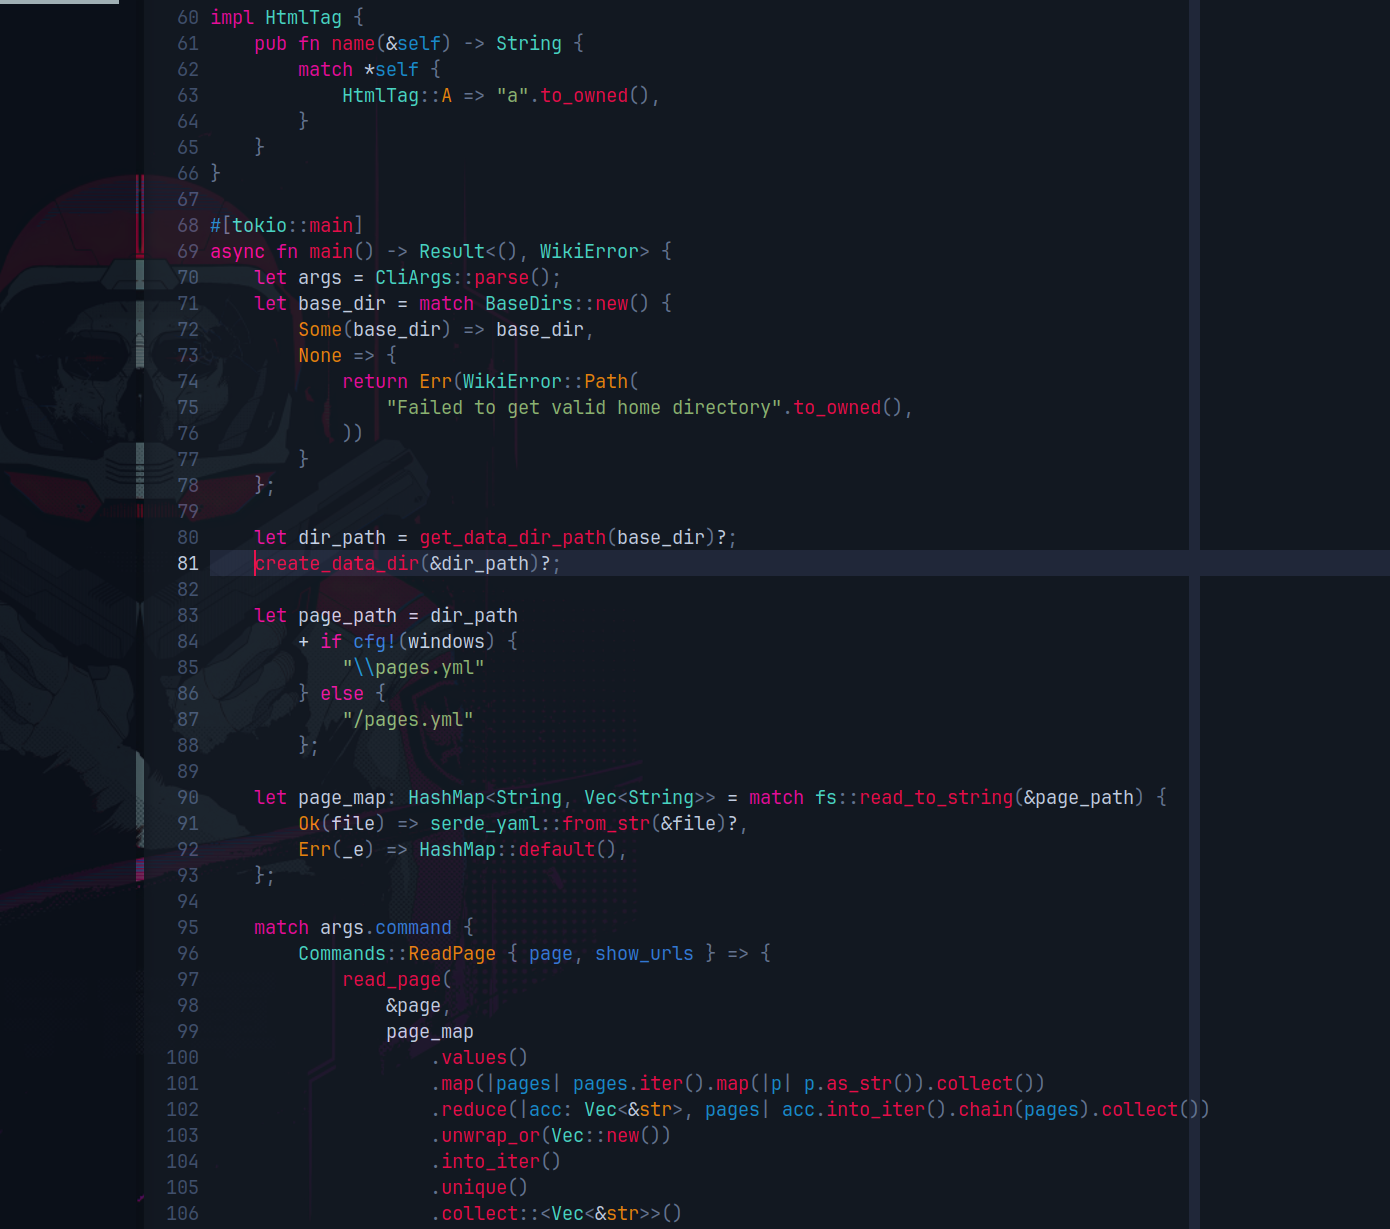 60 impl HtmlTag {
61     pub fn name(&self) -> String {
62         match *self {
63             HtmlTag::A => "a".to_owned(),
64         }
65     }
66 }
67
68 #[tokio::main]
69 async fn main() -> Result<(), WikiError> {
70     let args = CliArgs::parse();
71     let base_dir = match BaseDirs::new() {
72         Some(base_dir) => base_dir,
73         None => {
74             return Err(WikiError::Path(
75                 "Failed to get valid home directory".to_owned(),
76             ))
77         }
78     };
79
80     let dir_path = get_data_dir_path(base_dir)?;
81     create_data_dir(&dir_path)?;
82
83     let page_path = dir_path
84         + if cfg!(windows) {
85             "\\pages.yml"
86         } else {
87             "/pages.yml"
88         };
89
90     let page_map: HashMap<String, Vec<String>> = match fs::read_to_string(&page_path) {
91         Ok(file) => serde_yaml::from_str(&file)?,
92         Err(_e) => HashMap::default(),
93     };
94
95     match args.command {
96         Commands::ReadPage { page, show_urls } => {
97             read_page(
98                 &page,
99                 page_map
100                     .values()
101                     .map(|pages| pages.iter().map(|p| p.as_str()).collect())
102                     .reduce(|acc: Vec<&str>, pages| acc.into_iter().chain(pages).collect())
103                     .unwrap_or(Vec::new())
104                     .into_iter()
105                     .unique()
106                     .collect::<Vec<&str>>()